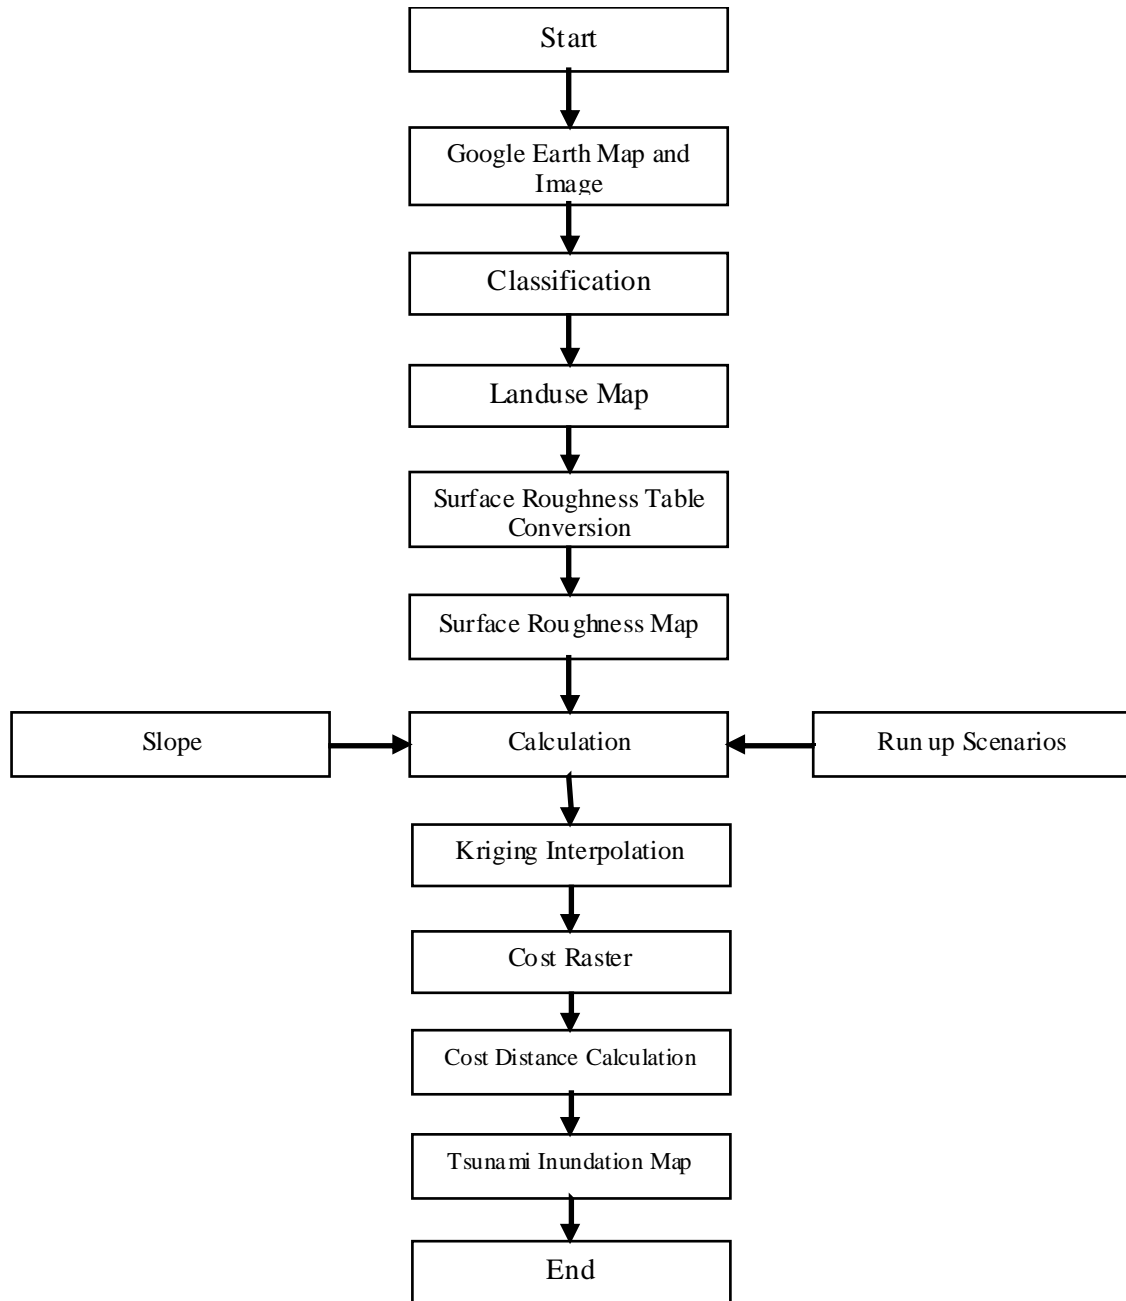 Start
Google Earth Map and
Image
Classification
Landuse Map
Surface Roughness Table
Conversion
Surface Roughness Map
Slope
Calculation
Run up Scenarios
Kriging Interpolation
Cost Raster
Cost Distance Calculation
Tsunami Inundation Map
End